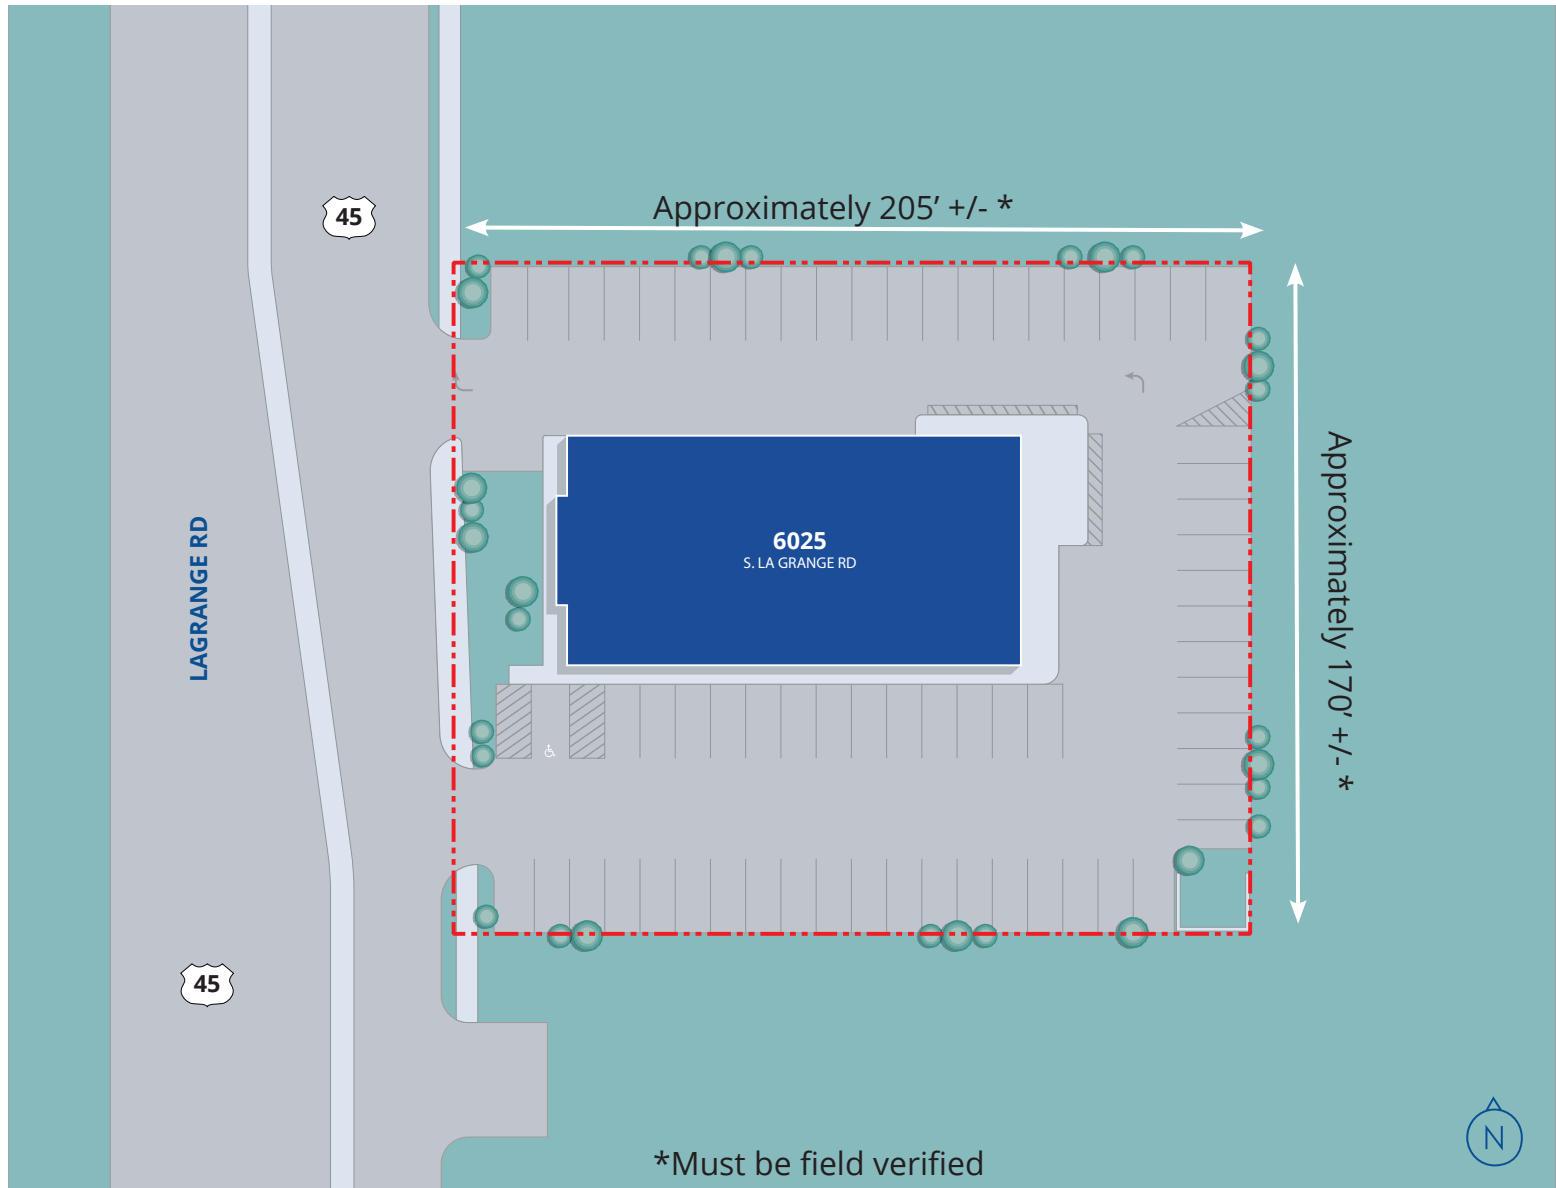 45
Approximately 205’ +/- *
Approximately 170’ +/- *
6025
S. LA GRANGE RD
LAGRANGE RD
45
N
*Must be field verified